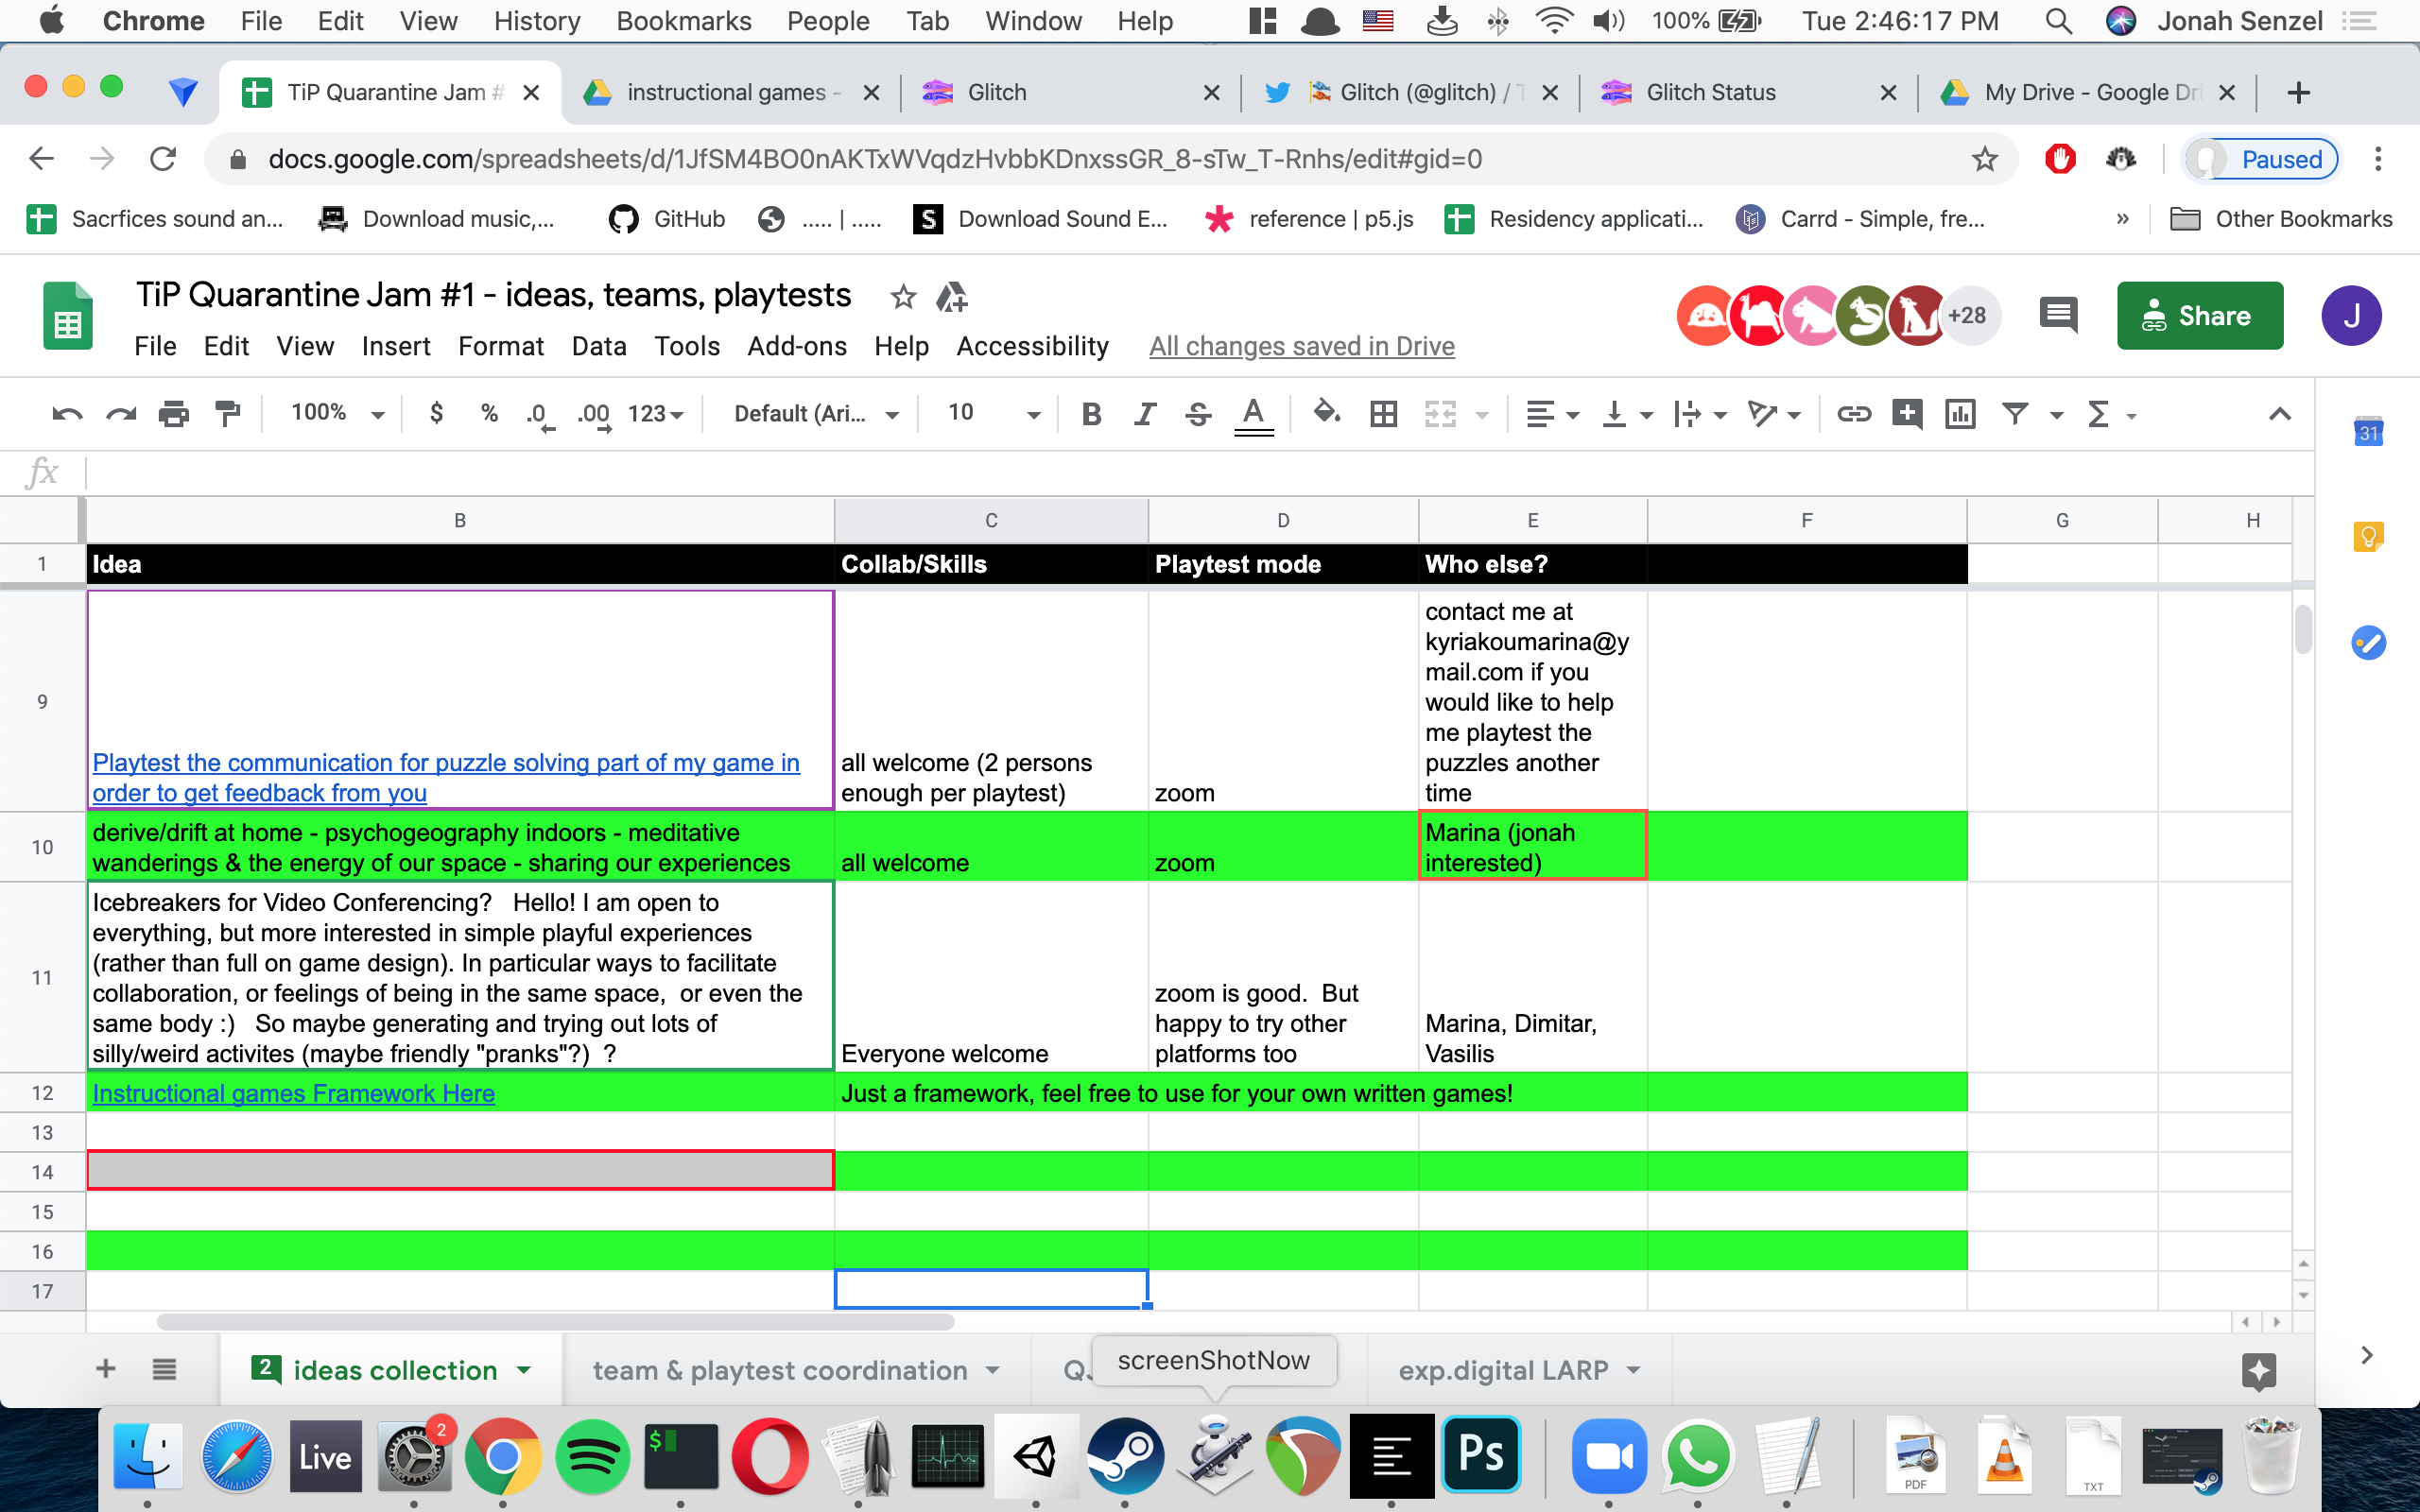 Chrome File Edit View History Bookmarks People Tab Window Help 100% Tue 2:46:17 PM Jonah Senzel
TiP Quarantine Jam # instructional games - Glitch Glitch (@glitch) / T Glitch Status My Drive - Google Dri
docs.google.com/spreadsheets/d/1JfSM4BO0nAKTxWVqdzHvbbKDnxssGR_8-sTw_T-Rnhs/edit#gid=0 Paused
Sacrfices sound an... Download music,... GitHub ..... | ..... S Download Sound E... reference | p5.js Residency applicati... Carrd - Simple, fre... » Other Bookmarks
TiP Quarantine Jam #1 - ideas, teams, playtests
+28 Share J
File Edit View Insert Format Data Tools Add-ons Help Accessibility All changes saved in Drive
100% $ % .0 .00 123 Default (Ari... 10 B I S A Σ
31
fx
B C D E F G H
1 Idea Collab/Skills Playtest mode Who else?
contact me at
kyriakoumarina@y
mail.com if you
would like to help
me playtest the
puzzles another
time
9
Playtest the communication for puzzle solving part of my game in
order to get feedback from you
all welcome (2 persons
enough per playtest)
zoom
10
derive/drift at home - psychogeography indoors - meditative
wanderings & the energy of our space - sharing our experiences
all welcome
zoom
Marina (jonah
interested)
11
Icebreakers for Video Conferencing?   Hello! I am open to
everything, but more interested in simple playful experiences
(rather than full on game design). In particular ways to facilitate
collaboration, or feelings of being in the same space,  or even the
same body :)   So maybe generating and trying out lots of
silly/weird activites (maybe friendly "pranks"?)  ?
Everyone welcome
zoom is good.  But
happy to try other
platforms too
Marina, Dimitar,
Vasilis
12 Instructional games Framework Here Just a framework, feel free to use for your own written games!
13
14
15
16
17
2 ideas collection team & playtest coordination screenShotNow exp.digital LARP
Live 2 $ Ps PDF TXT